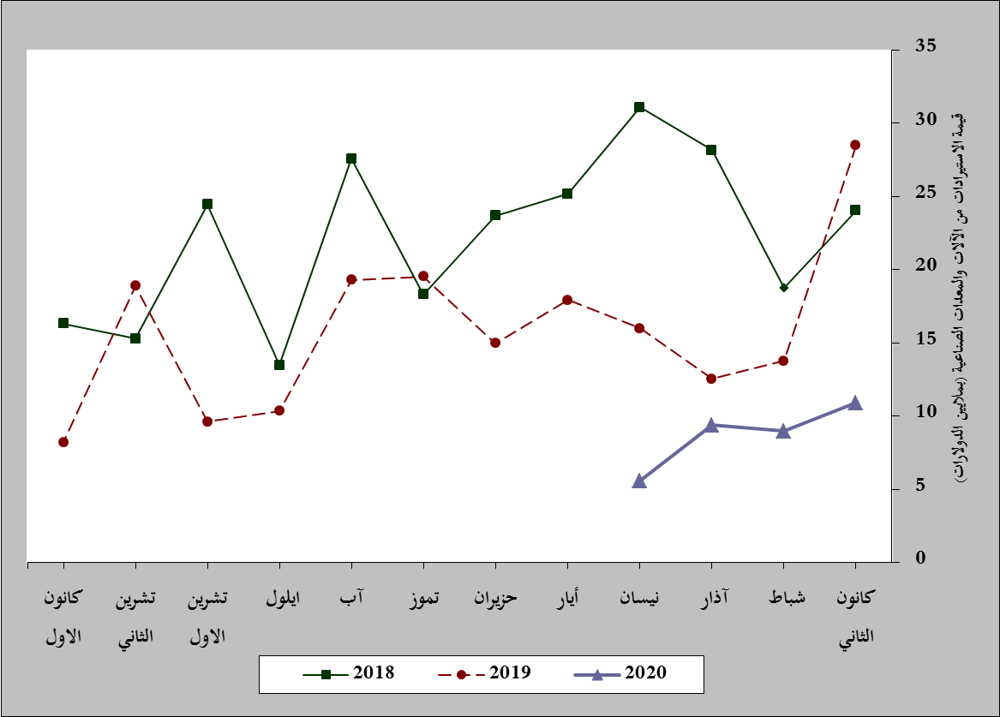 35
30
25
20
15
10
5
0
قيمة الاستيرادات من الآلات والمعدات الصناعية (بملايين الدولارات)
كانون الثاني
شباط
آذار
نيسان
أيار
حزيران
تموز
آب
ايلول
تشرين الاول
تشرين الثاني
كانون الاول
2018
2019
2020